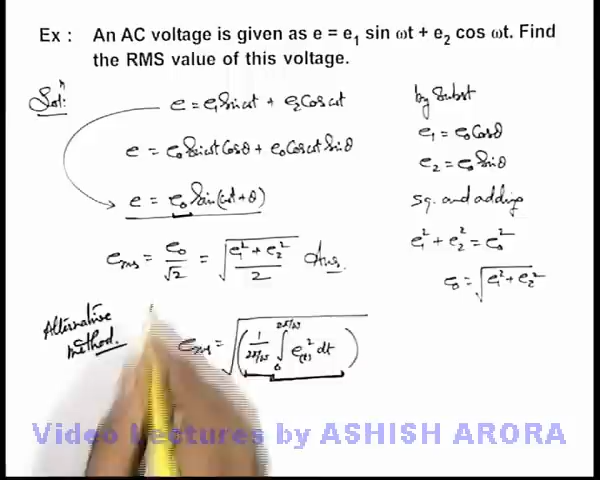 Ex : An AC voltage is given as e = e₁ sin ωt + e₂ cos ωt. Find
the RMS value of this voltage.
Sol:
e = e₁ Sin ωt + e₂ Cos ωt
e = e₀ Sin ωt Cos θ + e₀ Cos ωt Sin θ
e = e₀ Sin(ωt + θ)
e_rms = e₀/√2 = √((e₁² + e₂²)/2) Ans.
by Subst
e₁ = e₀ Cos θ
e₂ = e₀ Sin θ
Sq. and adding
e₁² + e₂² = e₀²
e₀ = √(e₁² + e₂²)
Alternative
method.
e_rms = √(1/(2π/ω) ∫₀^(2π/ω) e(t)² dt)
Video Lectures by ASHISH ARORA